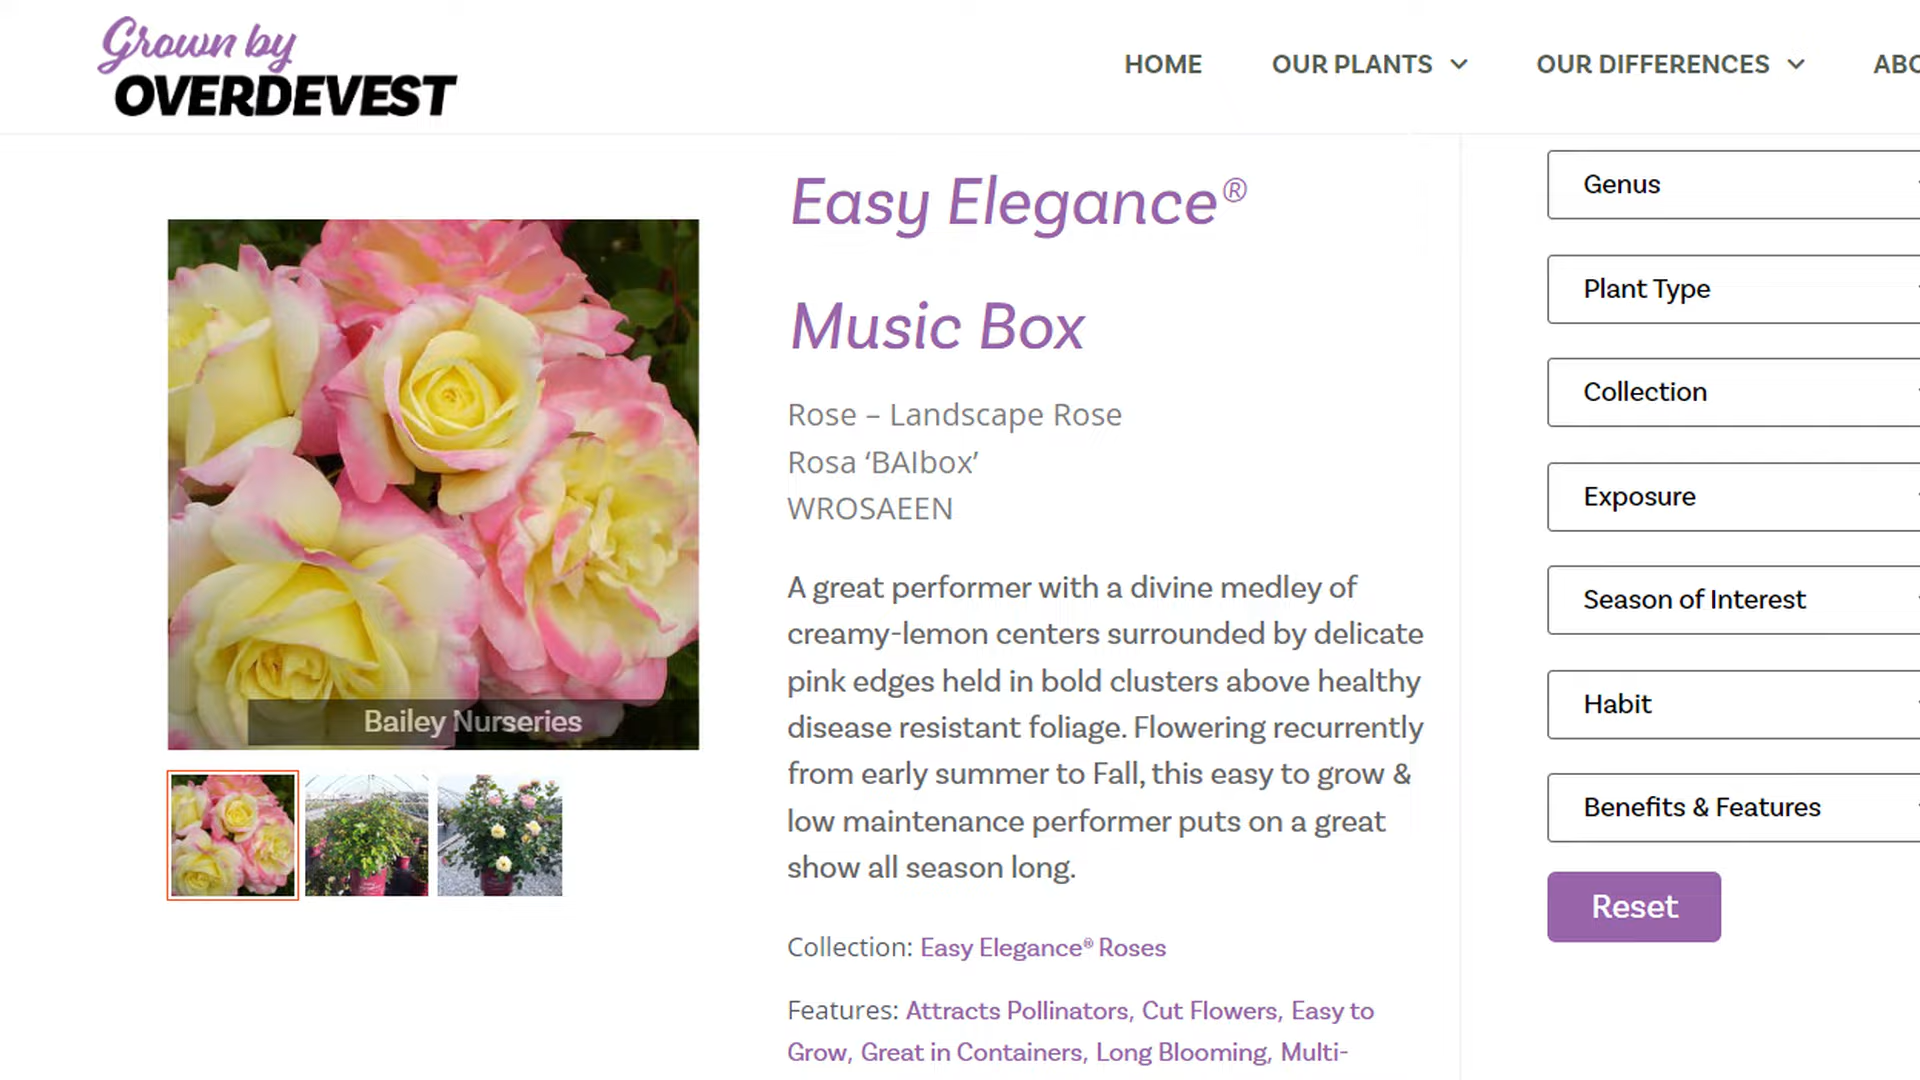 Grown by
OVERDEVEST
HOME
OUR PLANTS
OUR DIFFERENCES
Easy Elegance®
Music Box
Rose – Landscape Rose
Rosa ‘BAIbox’
WROSAEEN
A great performer with a divine medley of
creamy-lemon centers surrounded by delicate
pink edges held in bold clusters above healthy
disease resistant foliage. Flowering recurrently
from early summer to Fall, this easy to grow &
low maintenance performer puts on a great
show all season long.
Collection: Easy Elegance® Roses
Features: Attracts Pollinators, Cut Flowers, Easy to
Grow, Great in Containers, Long Blooming, Multi-
Bailey Nurseries
Genus
Plant Type
Collection
Exposure
Season of Interest
Habit
Benefits & Features
Reset